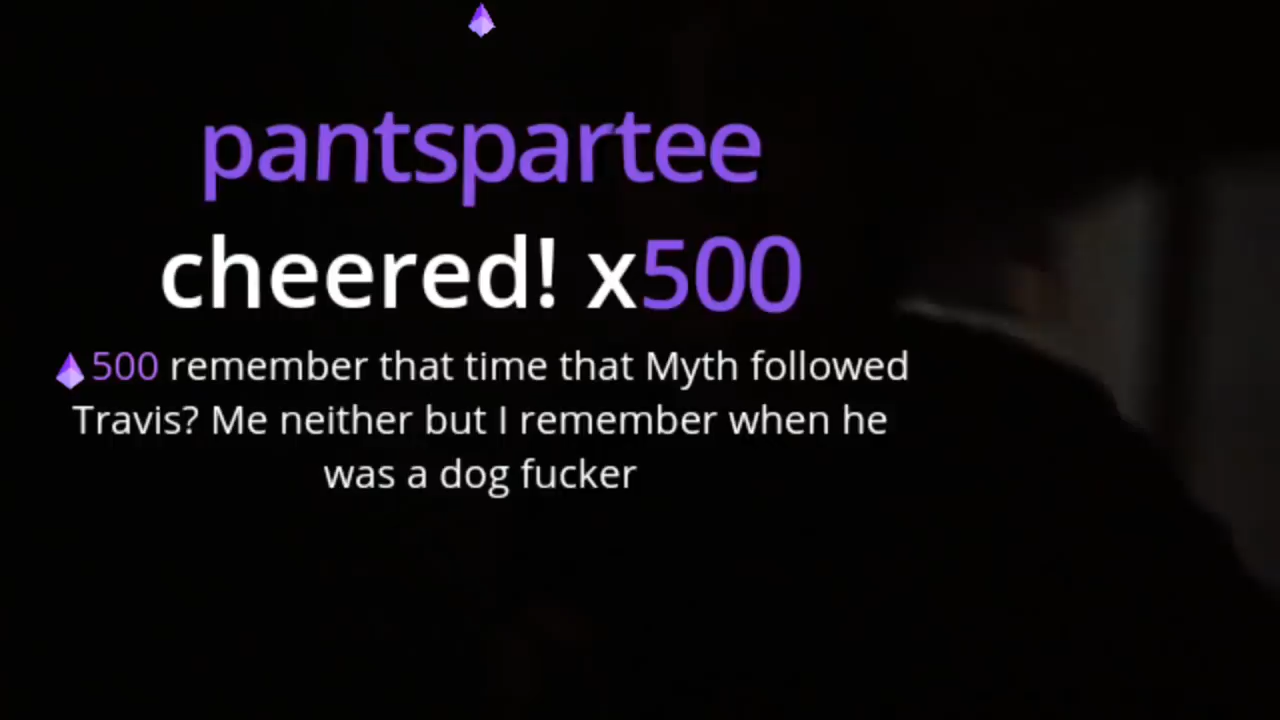 pantspartee
cheered! x500
500 remember that time that Myth followed
Travis? Me neither but I remember when he
was a dog fucker